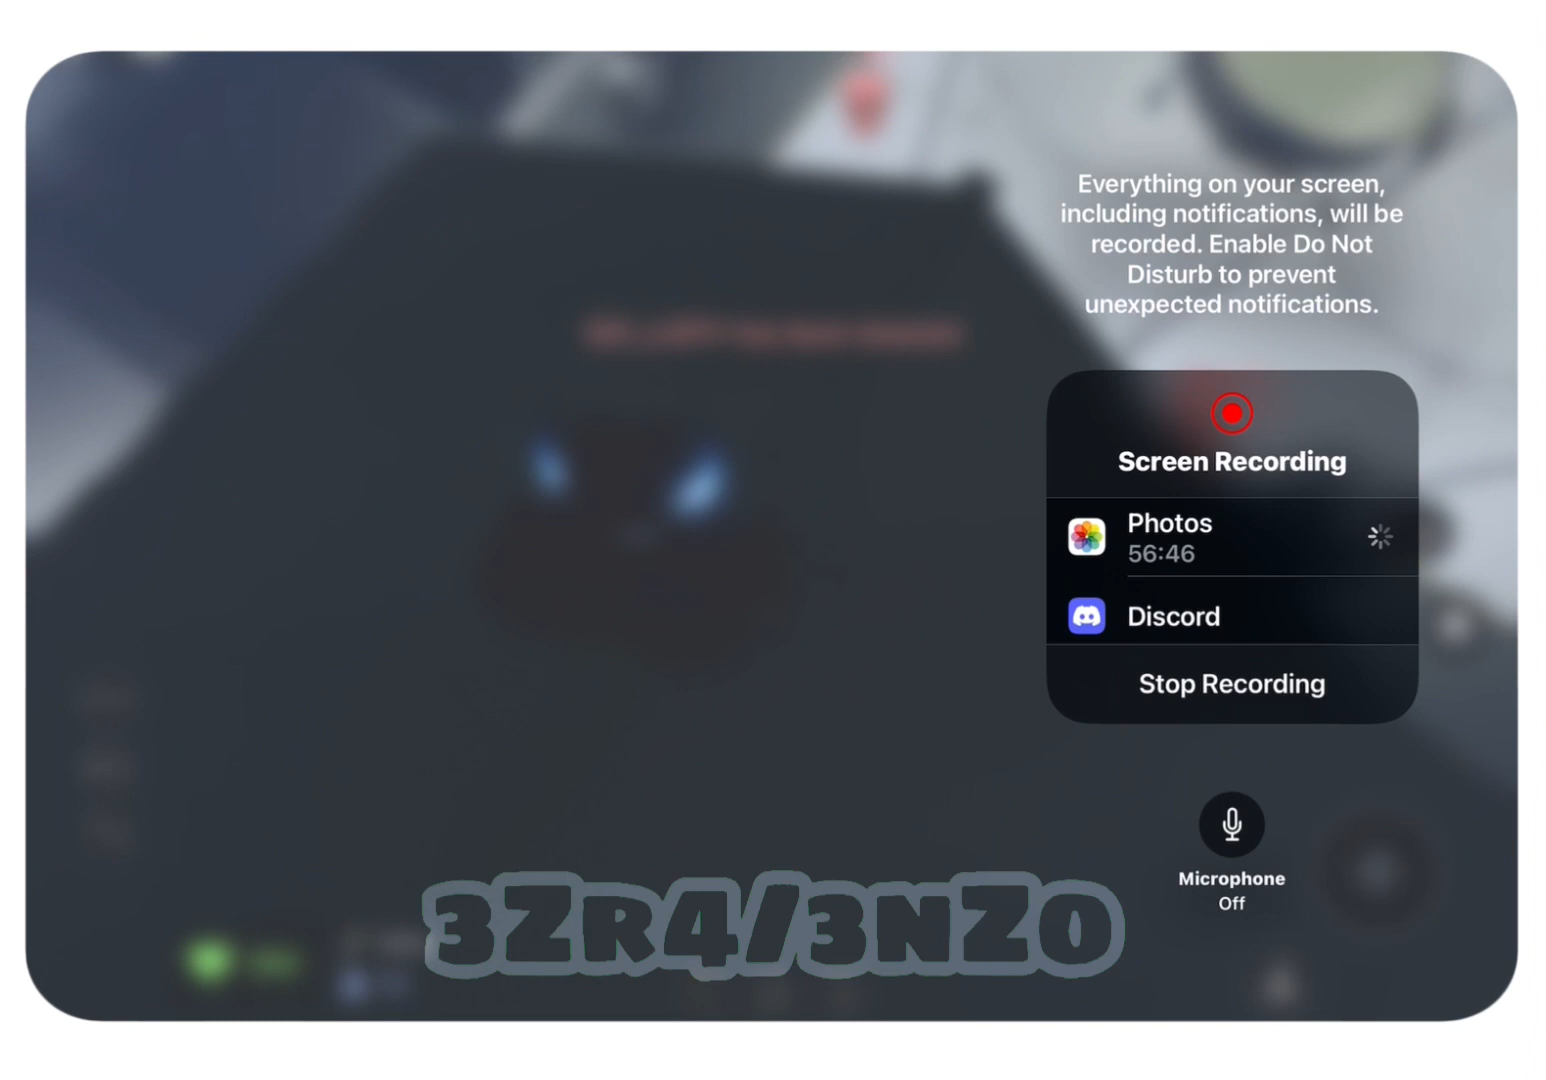 Everything on your screen,
including notifications, will be
recorded. Enable Do Not
Disturb to prevent
unexpected notifications.
Screen Recording
Photos
56:46
Discord
Stop Recording
Microphone
Off
3ZR4/3NZO